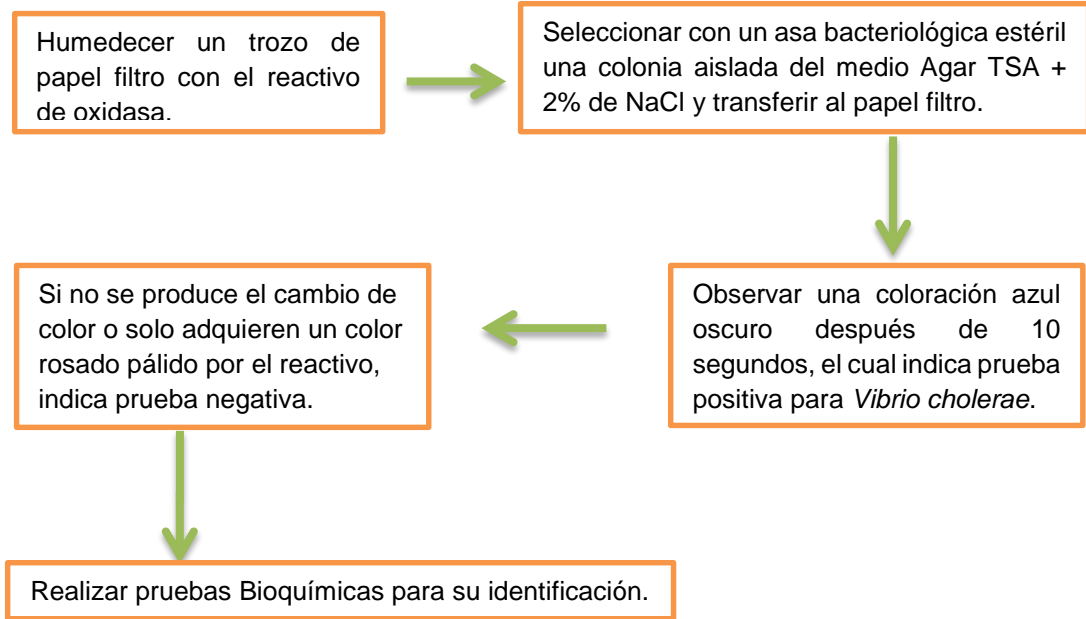 Humedecer un trozo de
papel filtro con el reactivo
de oxidasa.
Seleccionar con un asa bacteriológica estéril
una colonia aislada del medio Agar TSA +
2% de NaCl y transferir al papel filtro.
Observar una coloración azul
oscuro después de 10
segundos, el cual indica prueba
positiva para Vibrio cholerae.
Si no se produce el cambio de
color o solo adquieren un color
rosado pálido por el reactivo,
indica prueba negativa.
Realizar pruebas Bioquímicas para su identificación.